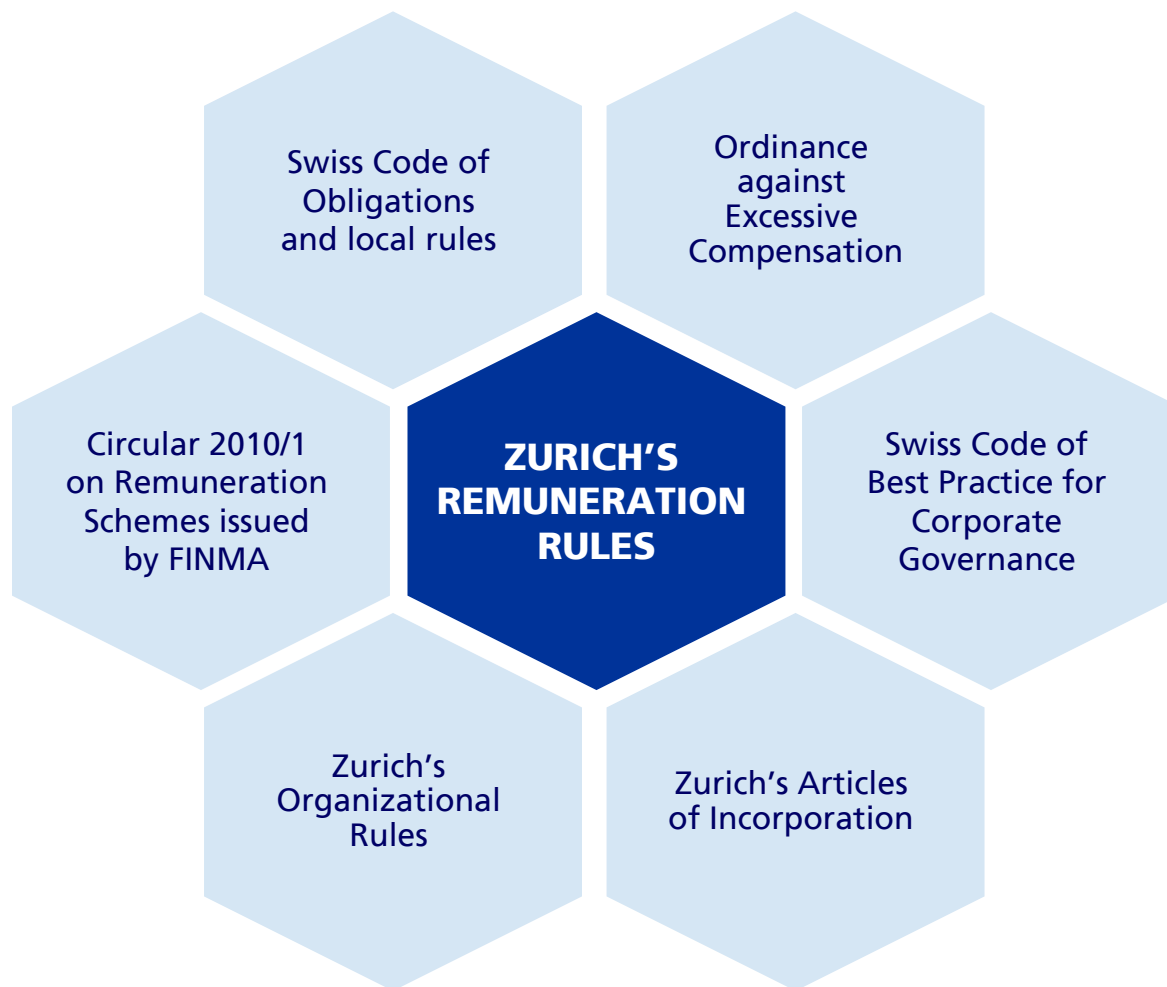 Swiss Code of
Obligations
and local rules
Ordinance
against
Excessive
Compensation
Circular 2010/1
on Remuneration
Schemes issued
by FINMA
ZURICH’S
REMUNERATION
RULES
Swiss Code of
Best Practice for
Corporate
Governance
Zurich’s
Organizational
Rules
Zurich’s Articles
of Incorporation